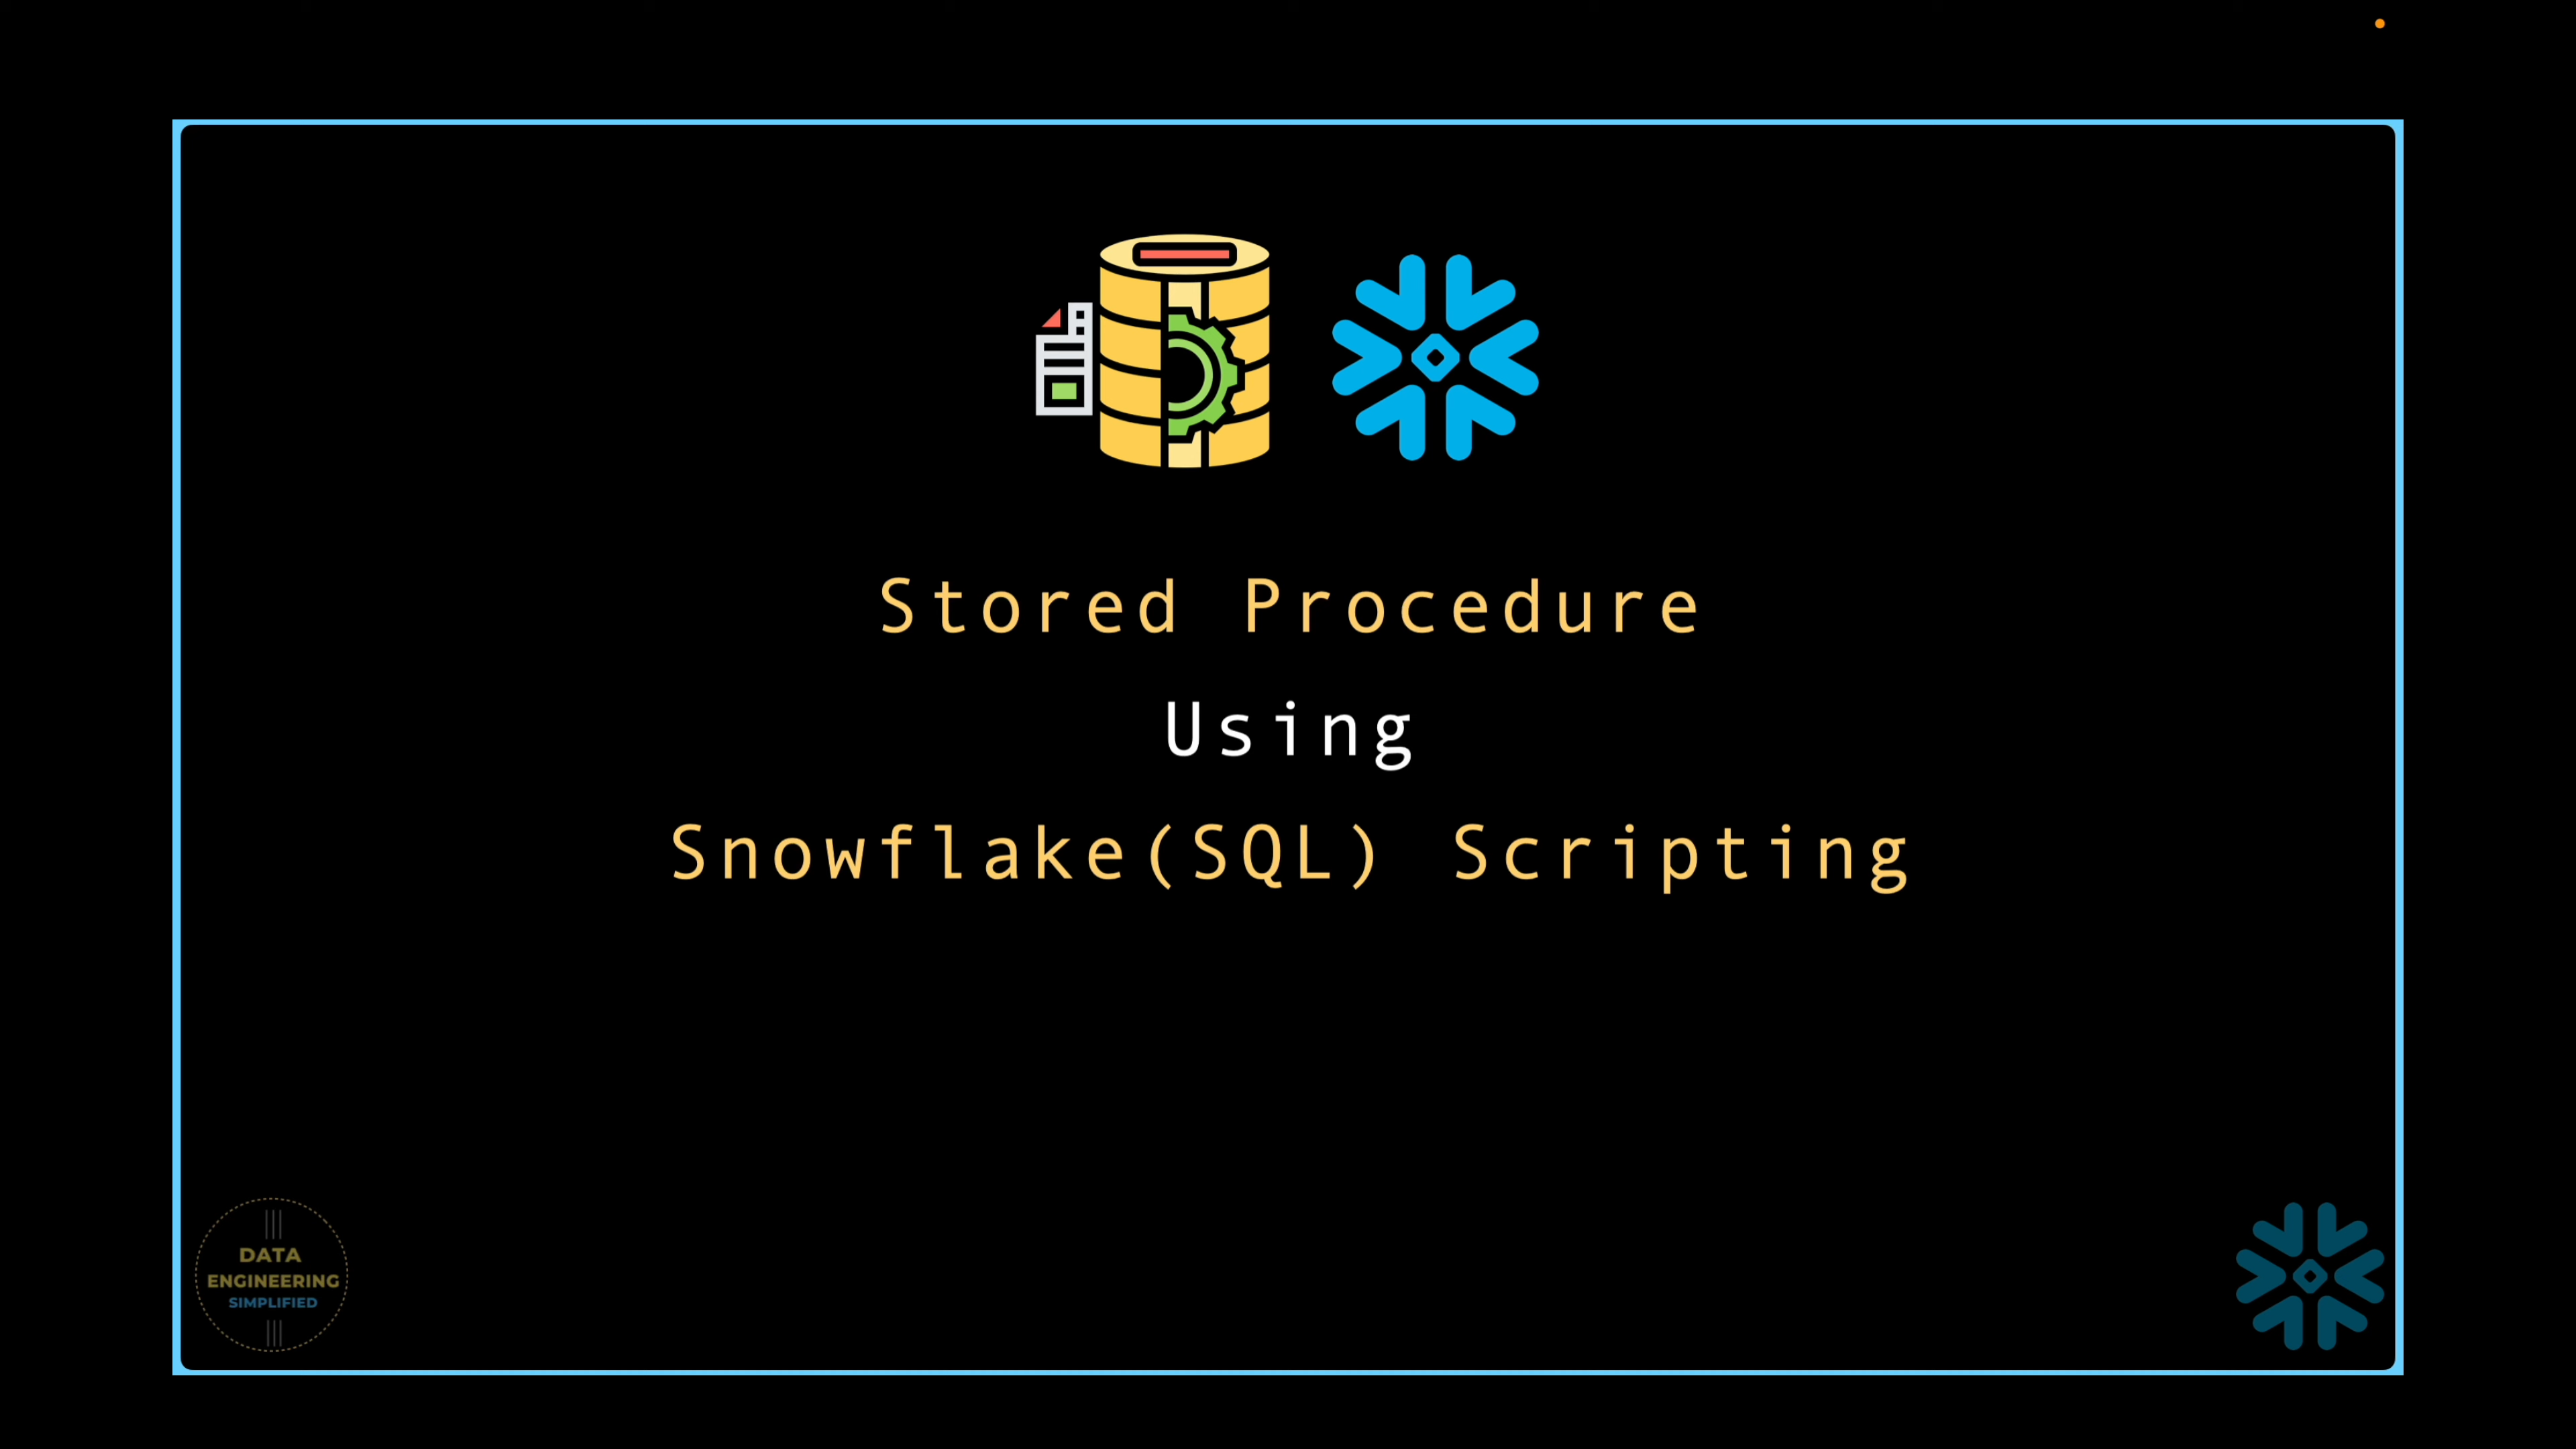 Stored Procedure
Using
Snowflake(SQL) Scripting
DATA
ENGINEERING
SIMPLIFIED